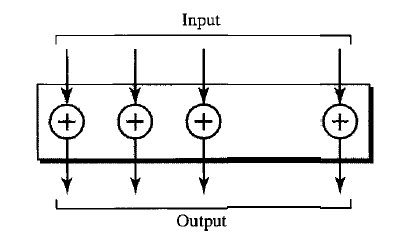 Input
+ + + +
Output